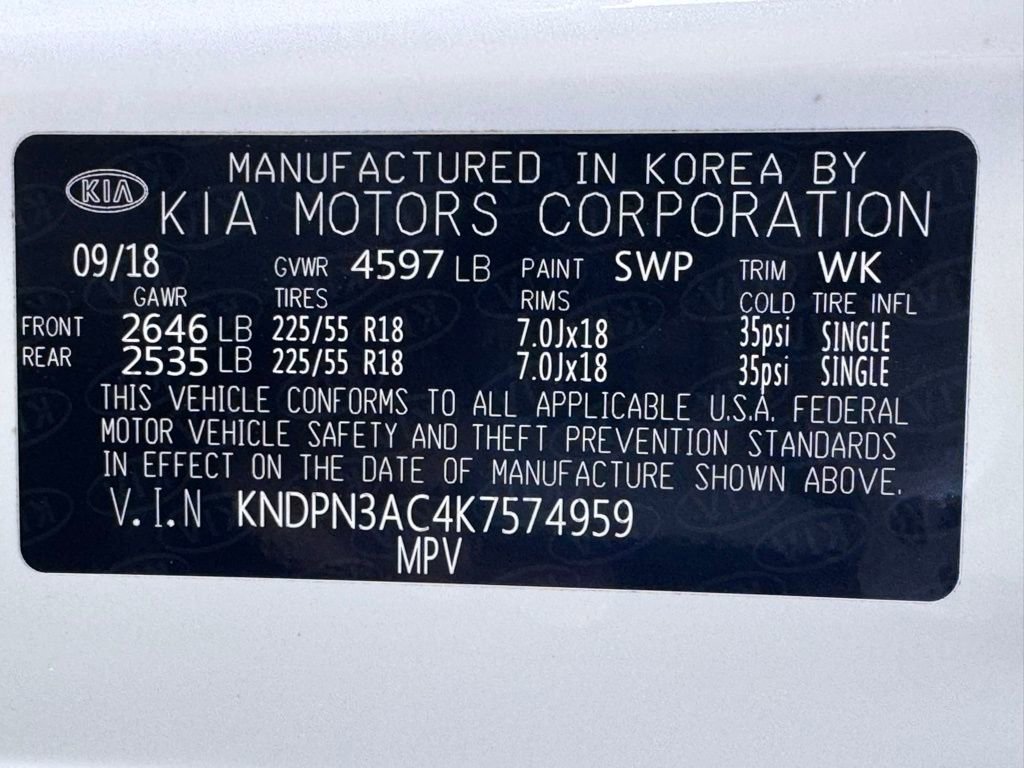 MANUFACTURED IN KOREA BY
KIA KIA MOTORS CORPORATION
09/18 GVWR 4597 LB PAINT SWP TRIM WK
GAWR TIRES RIMS COLD TIRE INFL
FRONT 2646 LB 225/55 R18 7.0Jx18 35psi SINGLE
REAR 2535 LB 225/55 R18 7.0Jx18 35psi SINGLE
THIS VEHICLE CONFORMS TO ALL APPLICABLE U.S.A. FEDERAL
MOTOR VEHICLE SAFETY AND THEFT PREVENTION STANDARDS
IN EFFECT ON THE DATE OF MANUFACTURE SHOWN ABOVE.
V.I.N KNDPN3AC4K7574959
MPV